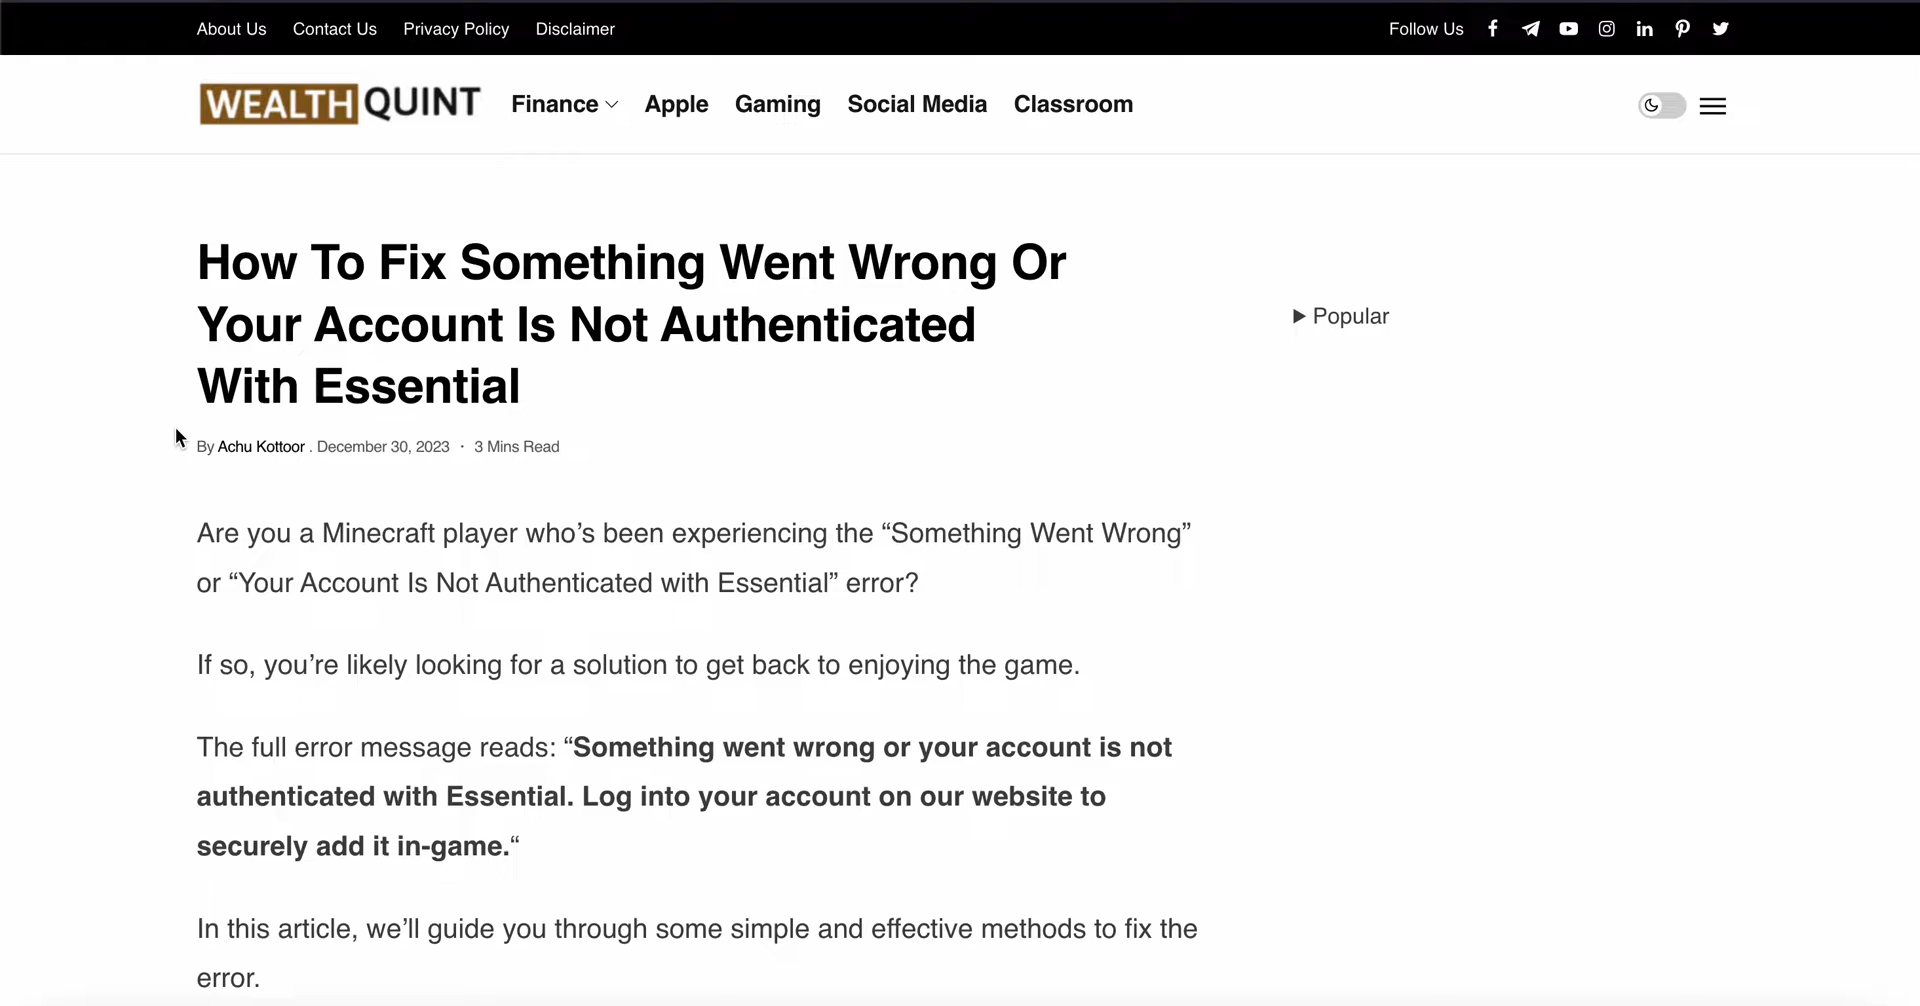 About Us Contact Us Privacy Policy Disclaimer Follow Us
WEALTH QUINT Finance Apple Gaming Social Media Classroom
How To Fix Something Went Wrong Or
Your Account Is Not Authenticated
With Essential
Popular
By Achu Kottoor . December 30, 2023 · 3 Mins Read
Are you a Minecraft player who’s been experiencing the “Something Went Wrong”
or “Your Account Is Not Authenticated with Essential” error?
If so, you’re likely looking for a solution to get back to enjoying the game.
The full error message reads: “Something went wrong or your account is not
authenticated with Essential. Log into your account on our website to
securely add it in-game.“
In this article, we’ll guide you through some simple and effective methods to fix the
error.